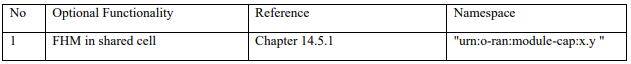 No Optional Functionality Reference Namespace
1 FHM in shared cell Chapter 14.5.1 "urn:o-ran:module-cap:x.y "